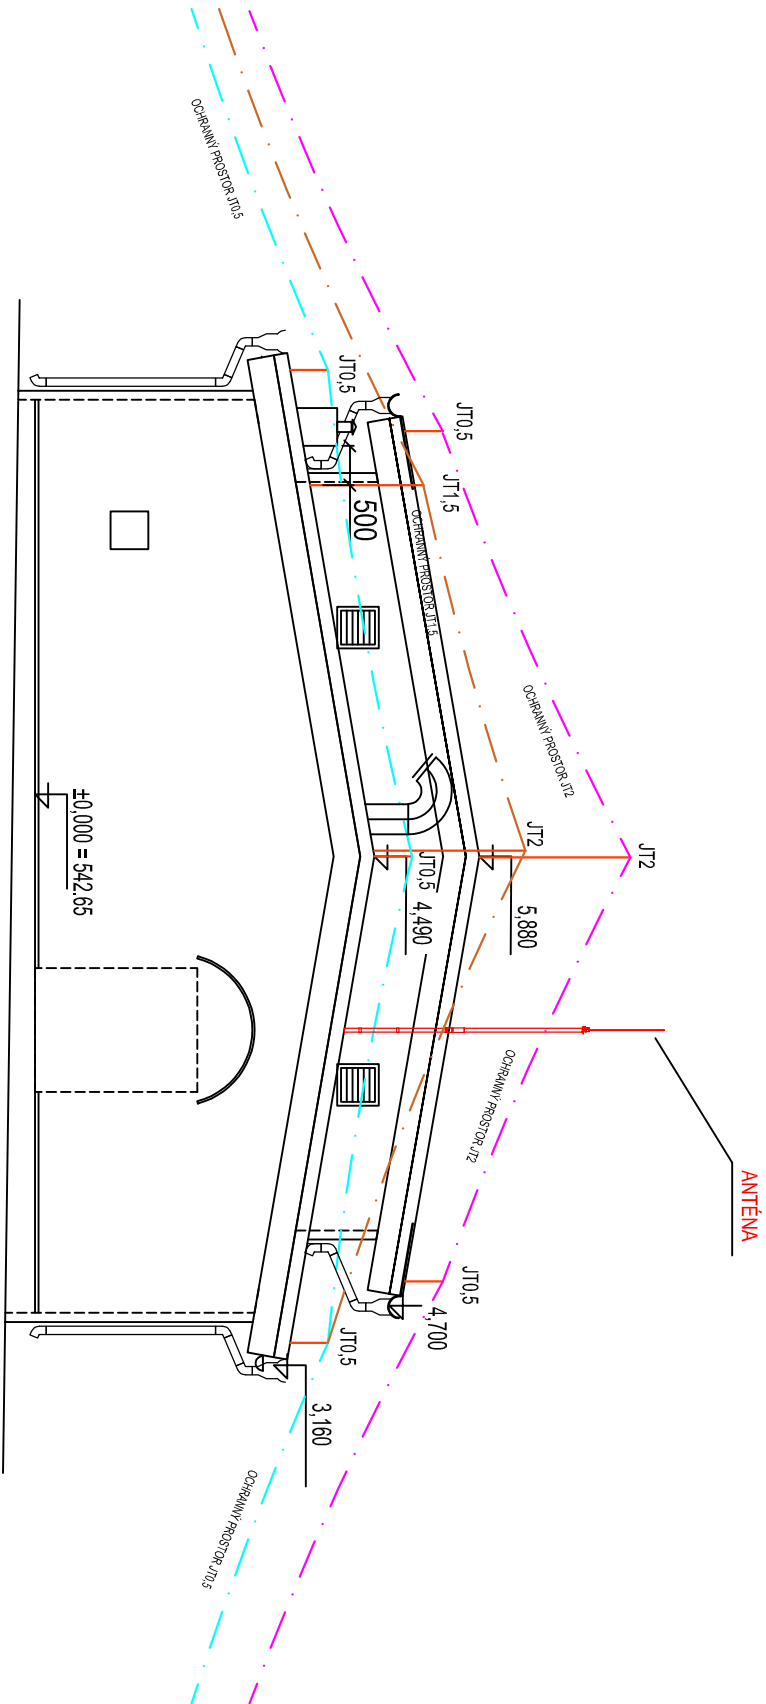 ANTÉNA
JT2
OCHRANNÝ PROSTOR JT2
OCHRANNÝ PROSTOR JT2
JT2
5,880
JT0,5
JT1,5
JT0,5
OCHRANNÝ PROSTOR JT1,5
JT0,5
4,490
4,700
JT0,5
500
JT0,5
3,160
OCHRANNÝ PROSTOR JT0,5
OCHRANNÝ PROSTOR JT0,5
±0,000 = 542.65